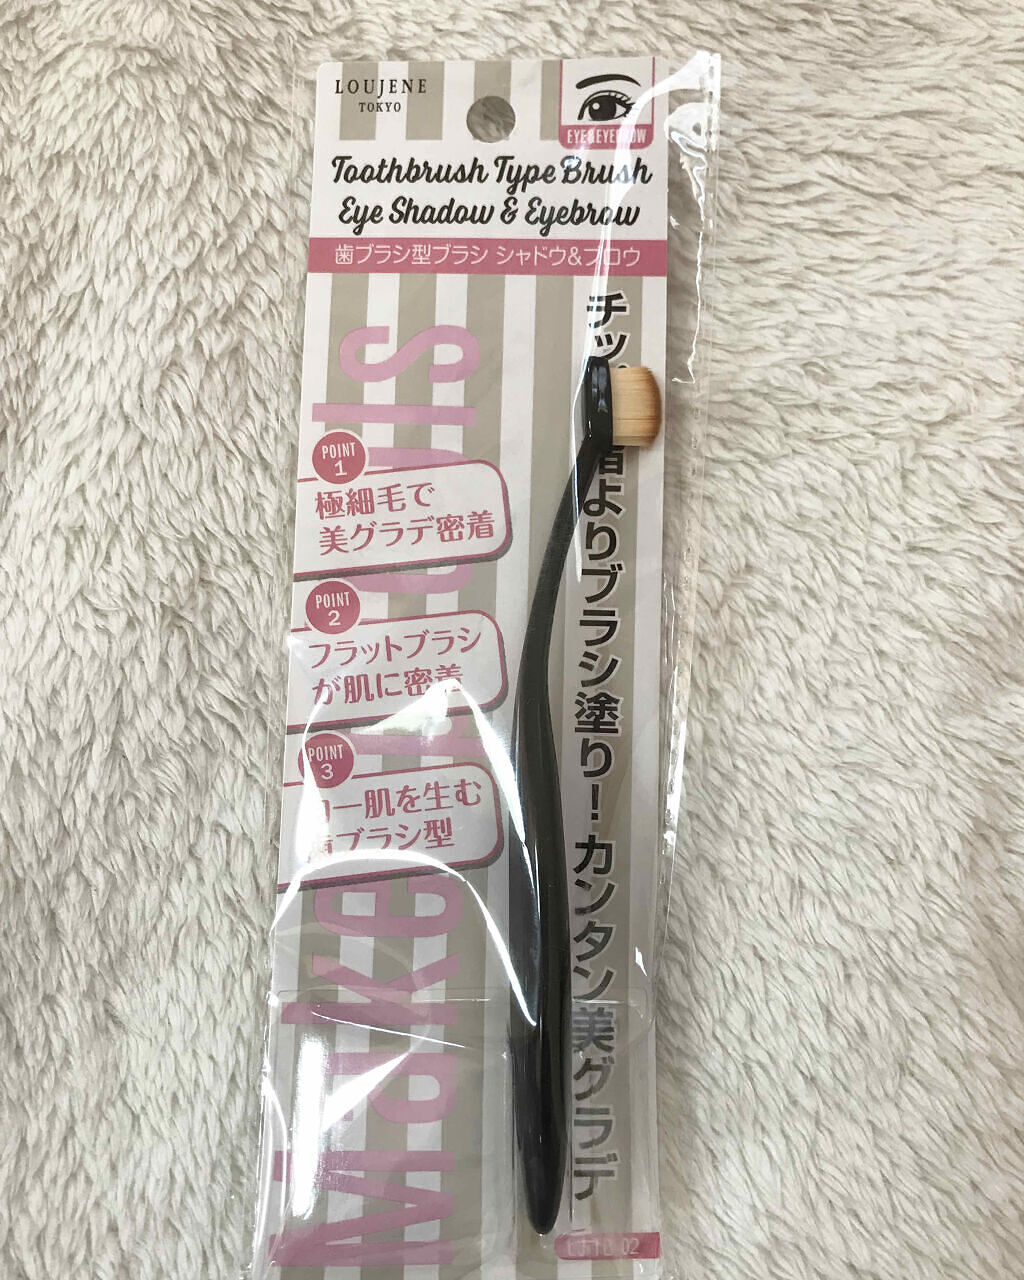 LOUJENE
TOKYO
EYE&EYEBROW
Toothbrush Type Brush
Eye Shadow & Eyebrow
歯ブラシ型ブラシ シャドウ&ブロウ
POINT
1
極細毛で
美グラデ密着
POINT
2
フラットブラシ
が肌に密着
POINT
3
肌を生む
ブラシ型
よりブラシ塗り!カンタン美グラデ
Make
02